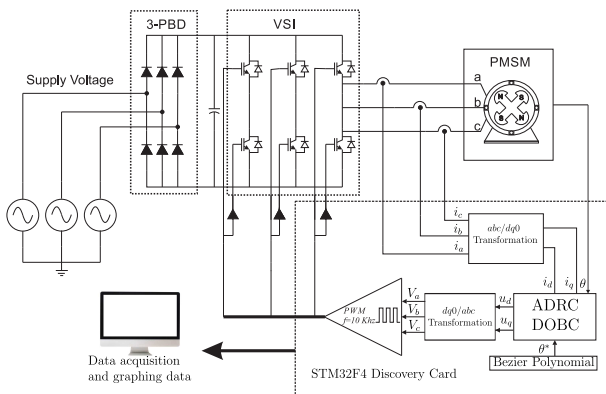 3-PBD
VSI
PMSM
Supply Voltage
a
b
c
N
S
S
N
i_c
i_b
i_a
abc/dq0
Transformation
i_d
i_q
θ
V_a
V_b
V_c
PWM
f=10 Khz
dq0/abc
Transformation
u_d
u_q
ADRC
DOBC
θ*
Bezier Polynomial
Data acquisition
and graphing data
STM32F4 Discovery Card